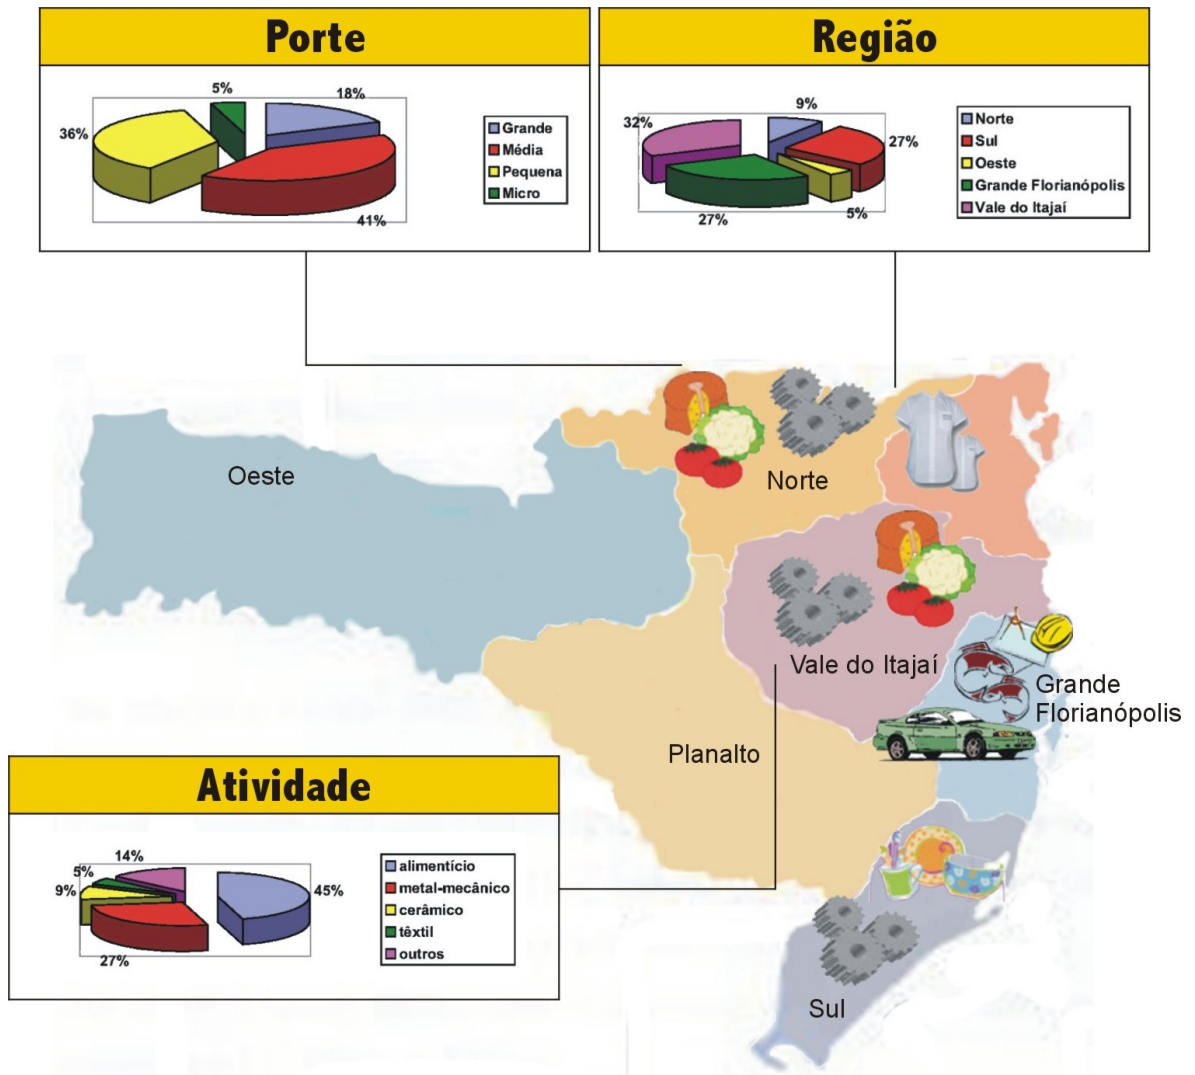 Porte
5%
18%
36%
41%
Grande
Média
Pequena
Micro
Região
9%
32%
27%
27%
5%
Norte
Sul
Oeste
Grande Florianópolis
Vale do Itajaí
Oeste
Norte
Vale do Itajaí
Grande
Florianópolis
Planalto
Sul
Atividade
14%
5%
9%
45%
27%
alimentício
metal-mecânico
cerâmico
têxtil
outros